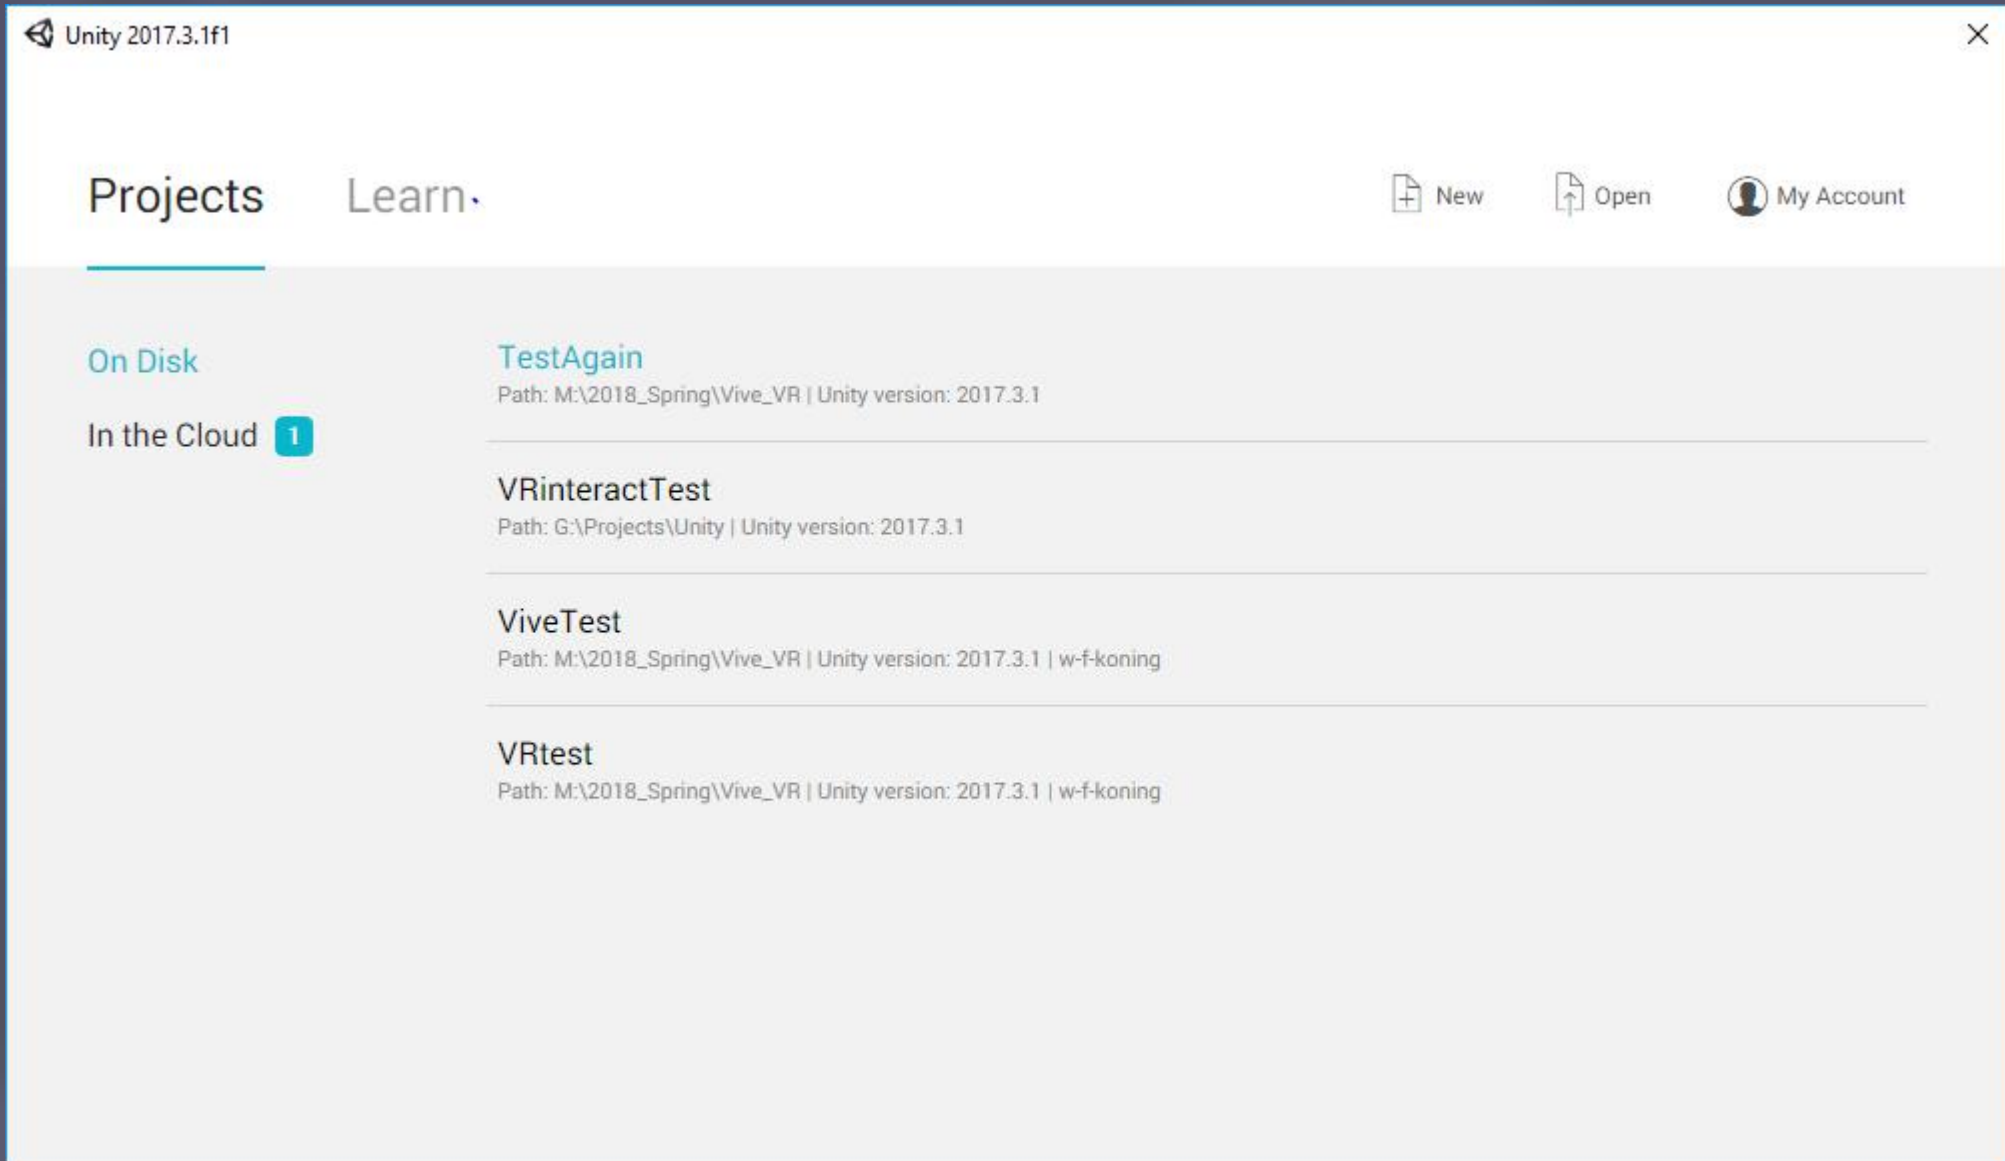 Unity 2017.3.1f1
Projects Learn New Open My Account
On Disk
In the Cloud 1
TestAgain
Path: M:\2018_Spring\Vive_VR | Unity version: 2017.3.1
VRinteractTest
Path: G:\Projects\Unity | Unity version: 2017.3.1
ViveTest
Path: M:\2018_Spring\Vive_VR | Unity version: 2017.3.1 | w-f-koning
VRtest
Path: M:\2018_Spring\Vive_VR | Unity version: 2017.3.1 | w-f-koning